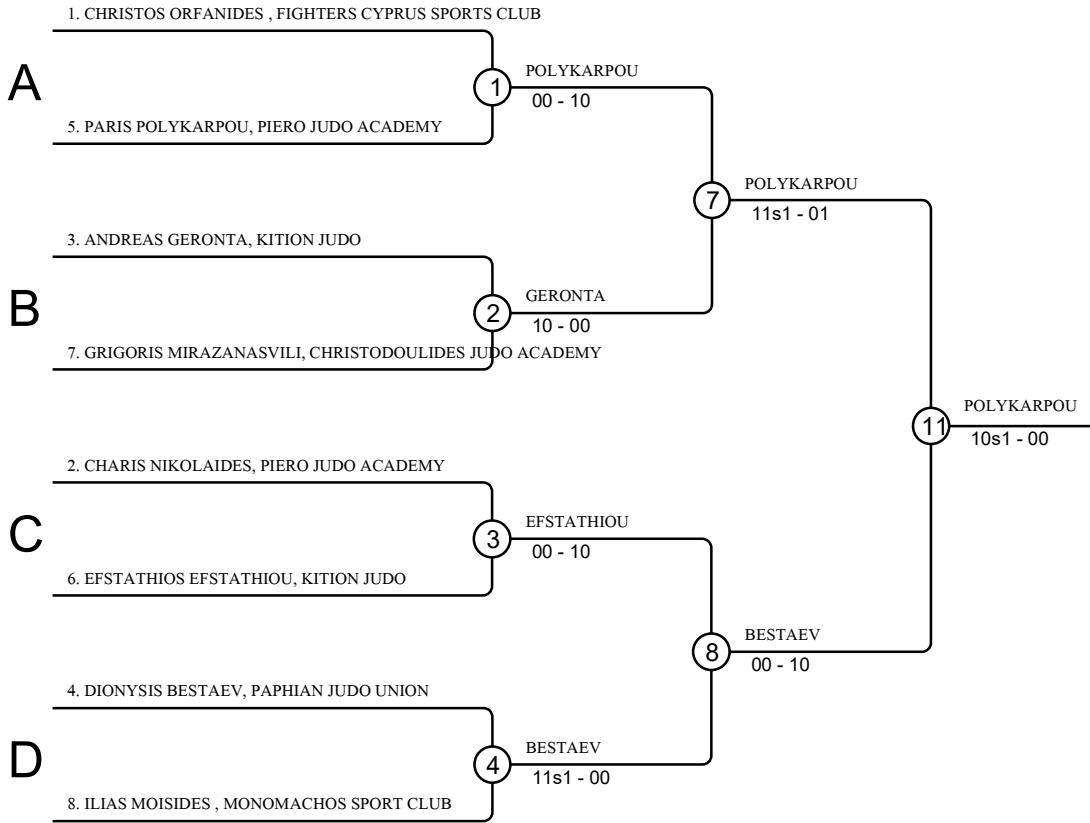 1. CHRISTOS ORFANIDES , FIGHTERS CYPRUS SPORTS CLUB
A
1
POLYKARPOU
00 - 10
5. PARIS POLYKARPOU, PIERO JUDO ACADEMY
7
POLYKARPOU
11s1 - 01
3. ANDREAS GERONTA, KITION JUDO
B
2
GERONTA
10 - 00
7. GRIGORIS MIRAZANASVILI, CHRISTODOULIDES JUDO ACADEMY
11
POLYKARPOU
10s1 - 00
2. CHARIS NIKOLAIDES, PIERO JUDO ACADEMY
C
3
EFSTATHIOU
00 - 10
6. EFSTATHIOS EFSTATHIOU, KITION JUDO
8
BESTAEV
00 - 10
4. DIONYSIS BESTAEV, PAPHIAN JUDO UNION
D
4
BESTAEV
11s1 - 00
8. ILIAS MOISIDES , MONOMACHOS SPORT CLUB